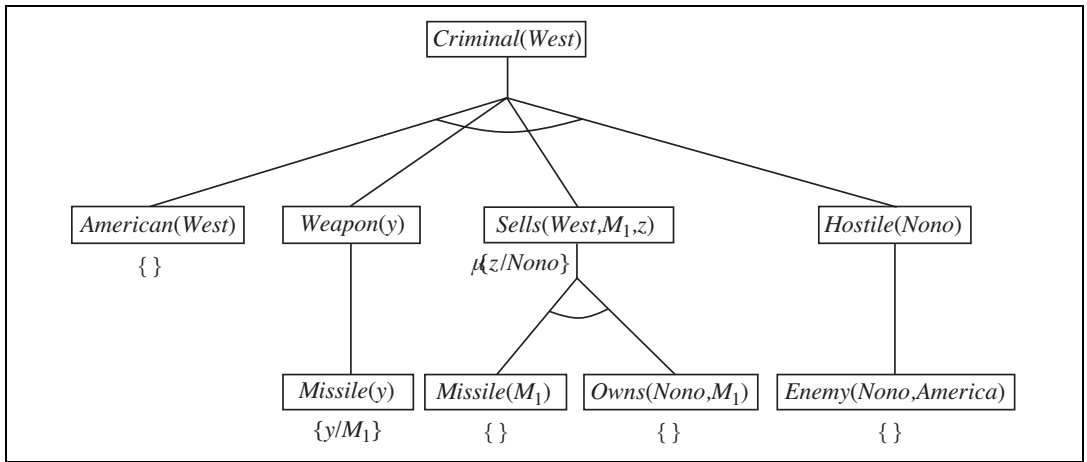 Criminal(West)
American(West) Weapon(y) Sells(West,M₁,z) Hostile(Nono)
{ } {z/Nono}
Missile(y) Missile(M₁) Owns(Nono,M₁) Enemy(Nono,America)
{y/M₁} { } { } { }